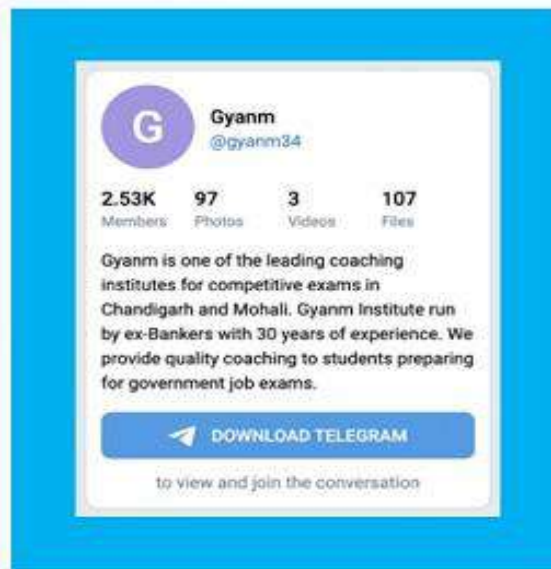 G
Gyanm
@gyanm34
2.53K 97 3 107
Members Photos Videos Files
Gyanm is one of the leading coaching
institutes for competitive exams in
Chandigarh and Mohali. Gyanm Institute run
by ex-Bankers with 30 years of experience. We
provide quality coaching to students preparing
for government job exams.
DOWNLOAD TELEGRAM
to view and join the conversation